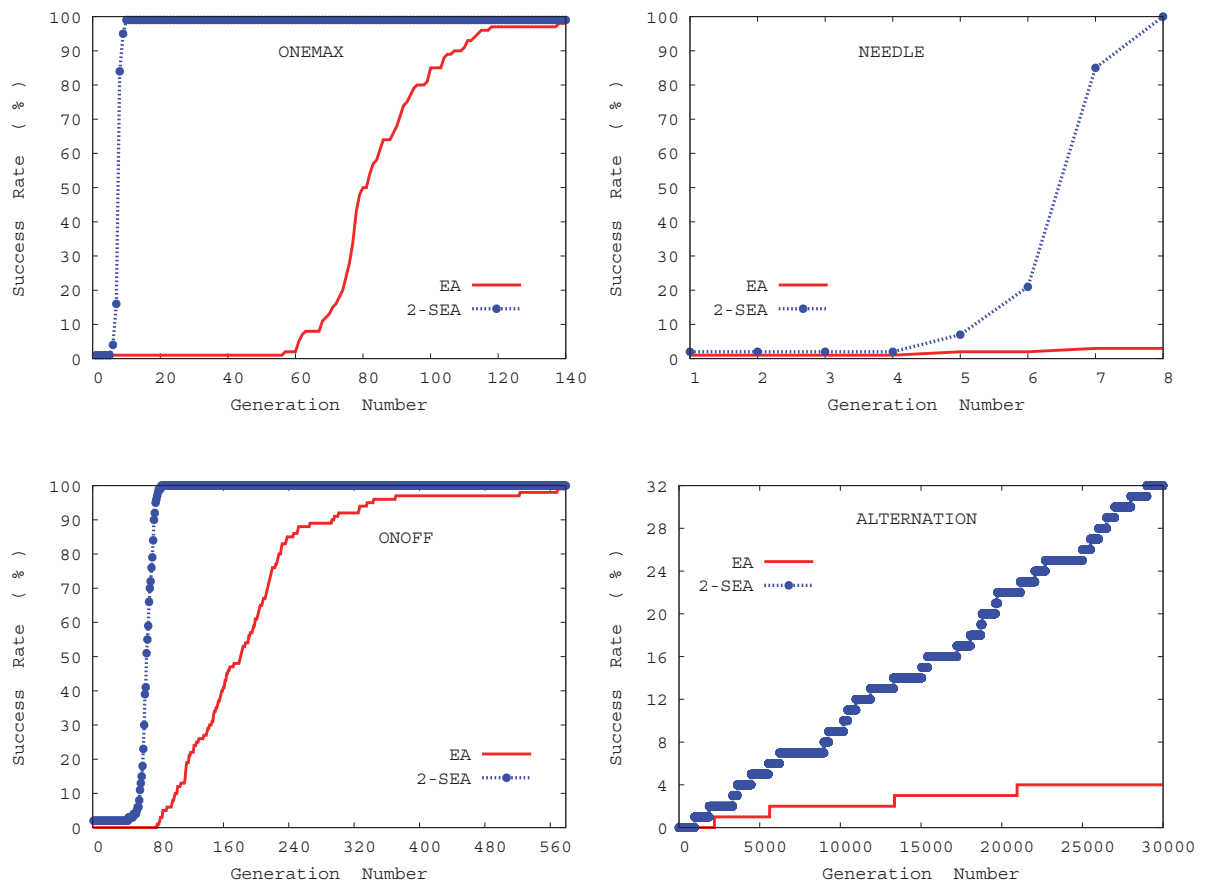 ONEMAX
Success Rate ( % )
100
90
80
70
60
50
40
30
20
10
0
EA
2-SEA
0 20 40 60 80 100 120 140
Generation Number
NEEDLE
Success Rate ( % )
100
90
80
70
60
50
40
30
20
10
0
EA
2-SEA
1 2 3 4 5 6 7 8
Generation Number
ONOFF
Success Rate ( % )
100
90
80
70
60
50
40
30
20
10
0
EA
2-SEA
0 80 160 240 320 400 480 560
Generation Number
ALTERNATION
Success Rate ( % )
32
28
24
20
16
12
8
4
0
EA
2-SEA
0 5000 10000 15000 20000 25000 30000
Generation Number